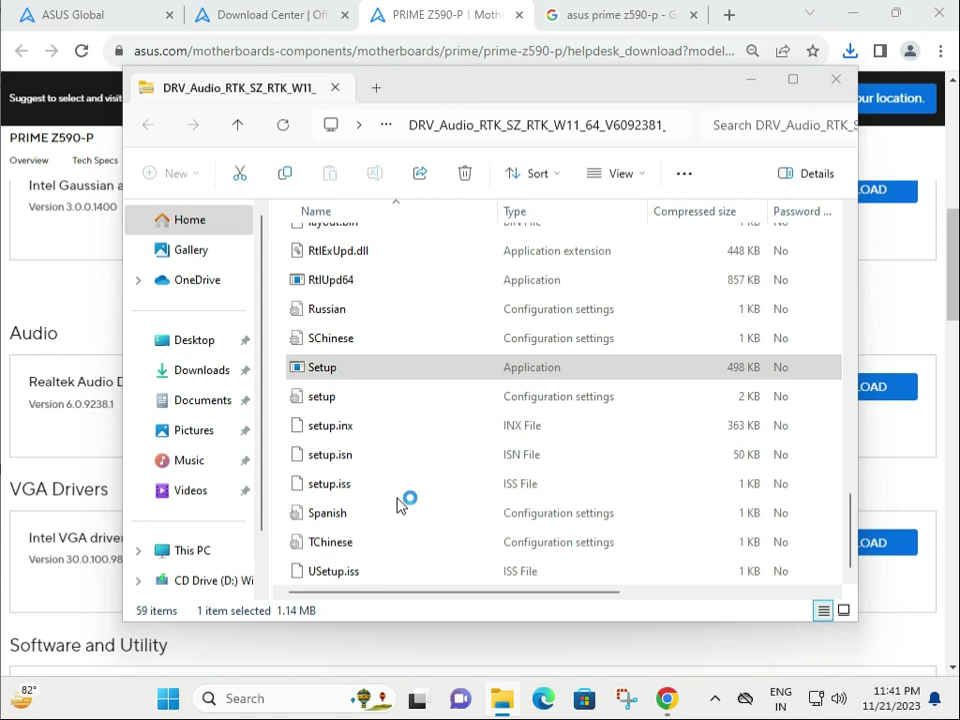 ASUS Global
Download Center | Off
PRIME Z590-P | Moth
asus prime z590-p - G
asus.com/motherboards-components/motherboards/prime/prime-z590-p/helpdesk_download?model...
Suggest to select and visit
our location.
PRIME Z590-P
Overview
Tech Specs
Intel Gaussian a
Version 3.0.0.1400
OAD
Audio
Realtek Audio D
Version 6.0.9238.1
OAD
VGA Drivers
Intel VGA driver
Version 30.0.100.98
OAD
Software and Utility
DRV_Audio_RTK_SZ_RTK_W11_
DRV_Audio_RTK_SZ_RTK_W11_64_V6092381_
Search DRV_Audio_RTK_S
New
Sort
View
Details
Home
Gallery
OneDrive
Desktop
Downloads
Documents
Pictures
Music
Videos
This PC
CD Drive (D:) Wi
Name Type Compressed size Password ...
RtlExUpd.dll Application extension 448 KB No
RtlUpd64 Application 857 KB No
Russian Configuration settings 1 KB No
SChinese Configuration settings 1 KB No
Setup Application 498 KB No
setup Configuration settings 2 KB No
setup.inx INX File 363 KB No
setup.isn ISN File 50 KB No
setup.iss ISS File 1 KB No
Spanish Configuration settings 1 KB No
TChinese Configuration settings 1 KB No
USetup.iss ISS File 1 KB No
59 items 1 item selected 1.14 MB
82°
Search
ENG
IN
11:41 PM
11/21/2023